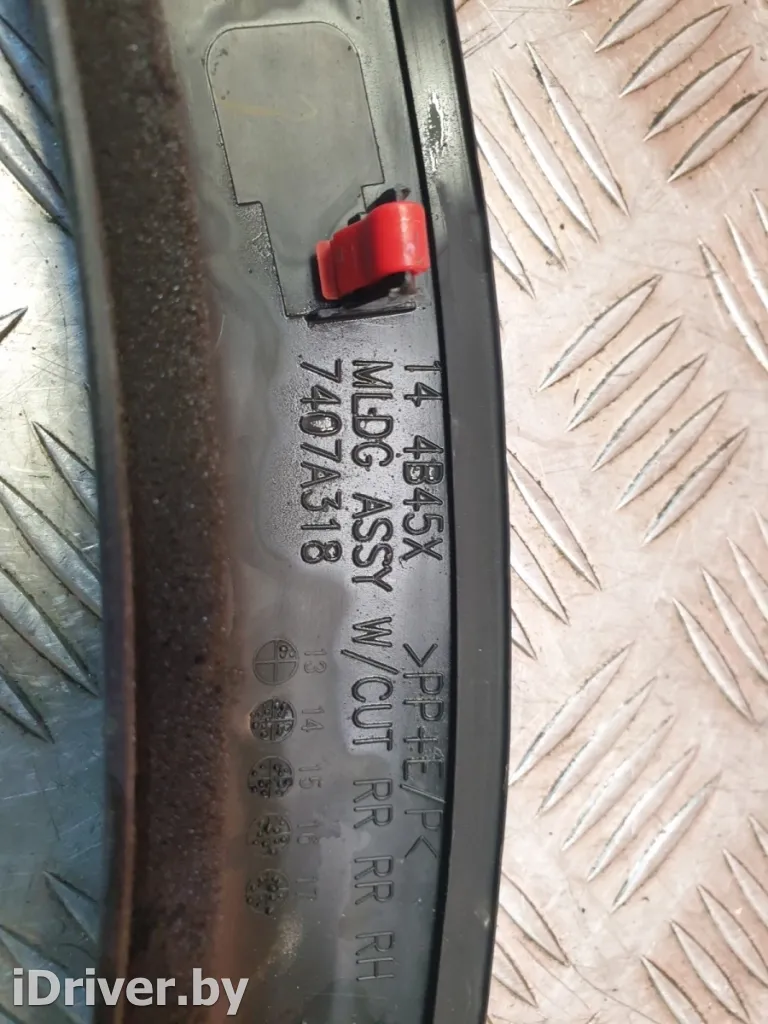 14 4B45X >PP+E/P<
MLDG ASSY W/CUT RR RR RH
7407A318
13 14 15 16 17
iDriver.by